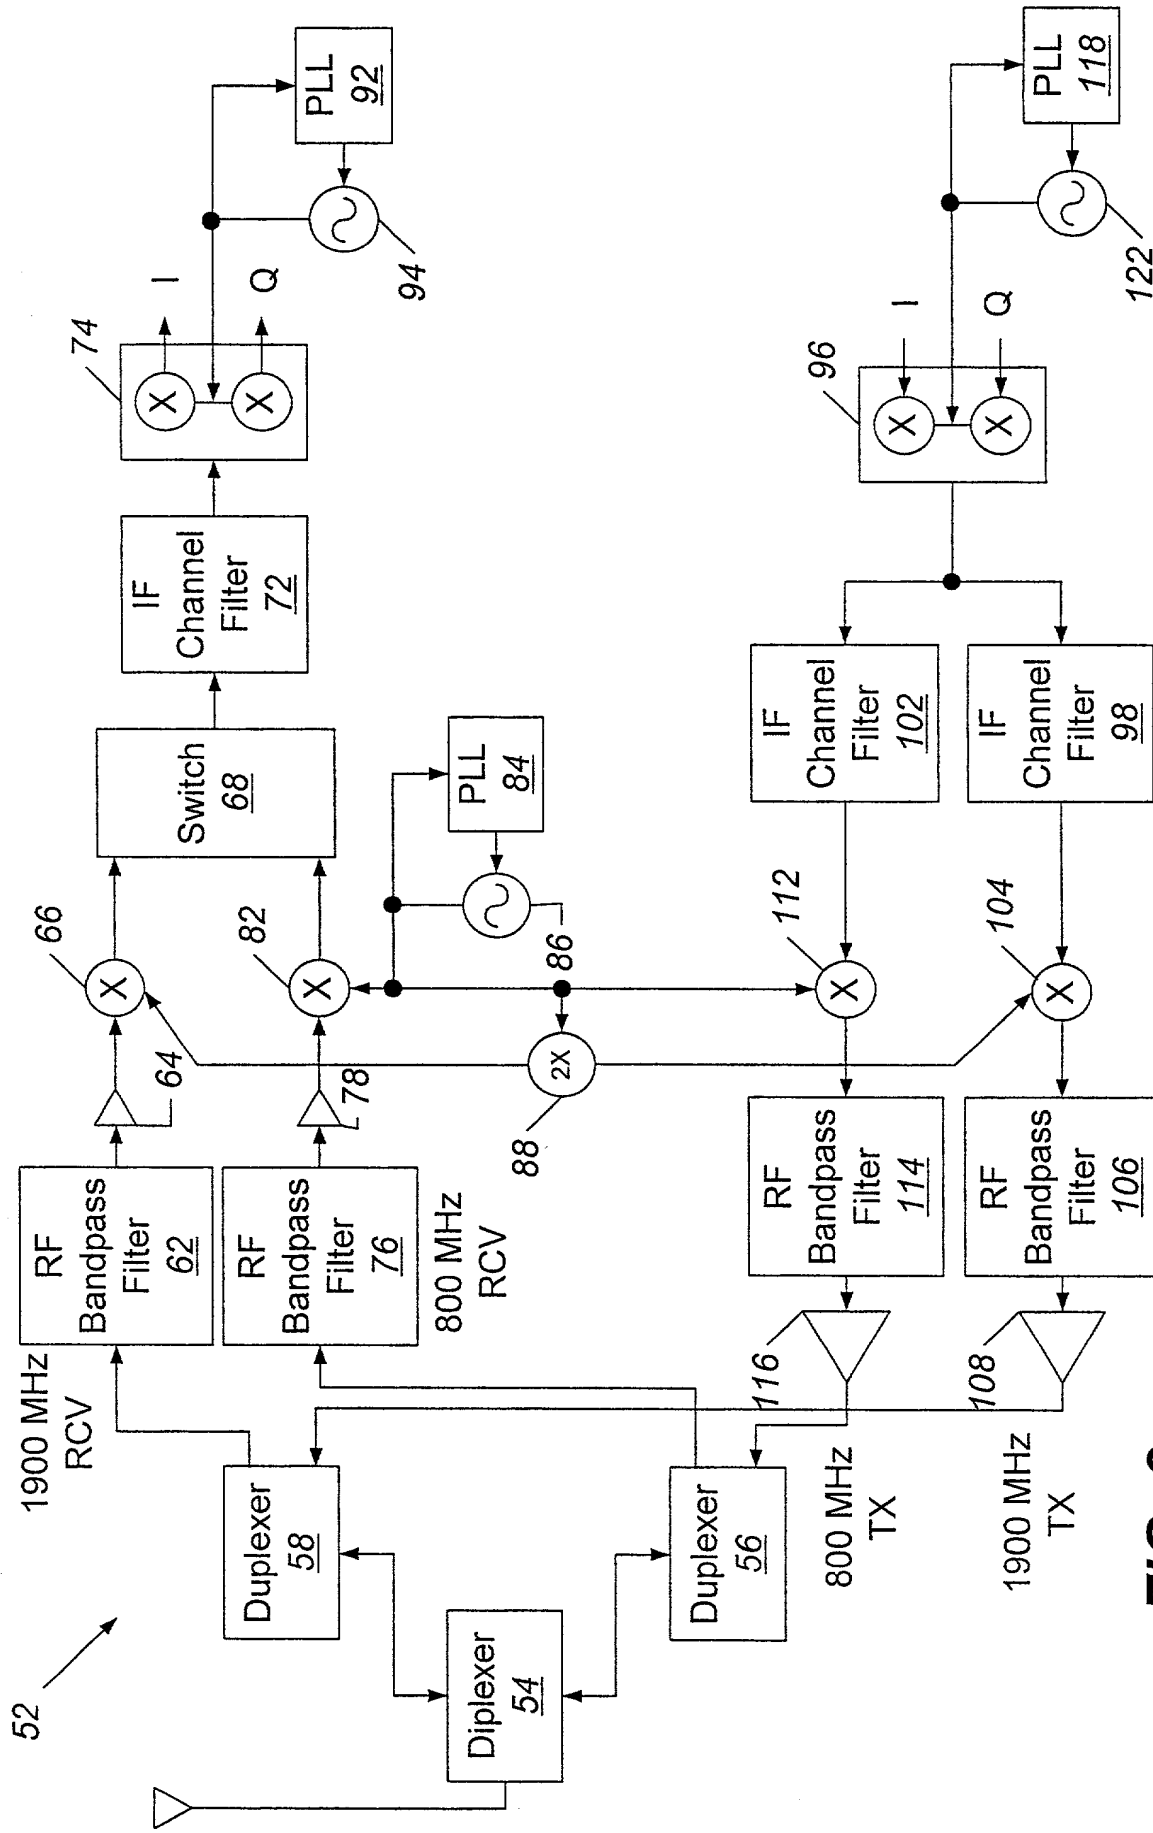 52
1900 MHz
RCV
RF
Bandpass
Filter
62
64
66
Switch
68
IF
Channel
Filter
72
74
X
X
I
Q
PLL
92
94
Duplexer
58
RF
Bandpass
Filter
76
800 MHz
RCV
78
82
X
X
PLL
84
86
2X
88
Diplexer
54
Duplexer
56
800 MHz
TX
1900 MHz
TX
116
108
RF
Bandpass
Filter
114
RF
Bandpass
Filter
106
112
X
104
X
IF
Channel
Filter
102
IF
Channel
Filter
98
96
X
X
I
Q
PLL
118
122